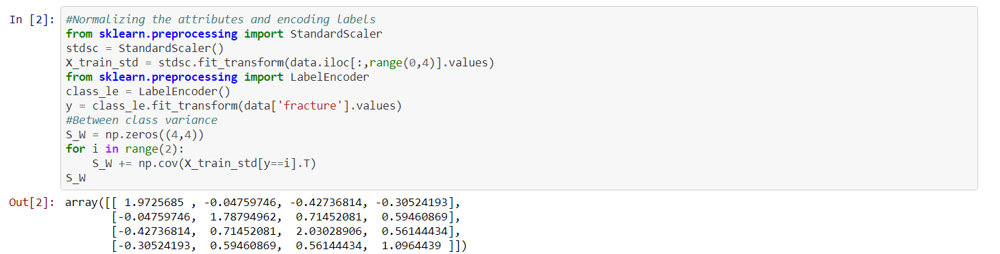 In [2]: #Normalizing the attributes and encoding labels
from sklearn.preprocessing import StandardScaler
stdsc = StandardScaler()
X_train_std = stdsc.fit_transform(data.iloc[:,range(0,4)].values)
from sklearn.preprocessing import LabelEncoder
class_le = LabelEncoder()
y = class_le.fit_transform(data['fracture'].values)
#Between class variance
S_W = np.zeros((4,4))
for i in range(2):
    S_W += np.cov(X_train_std[y==i].T)
S_W
Out[2]: array([[ 1.9725685 , -0.04759746, -0.42736814, -0.30524193],
       [-0.04759746,  1.78794962,  0.71452081,  0.59460869],
       [-0.42736814,  0.71452081,  2.03028906,  0.56144434],
       [-0.30524193,  0.59460869,  0.56144434,  1.0964439 ]])